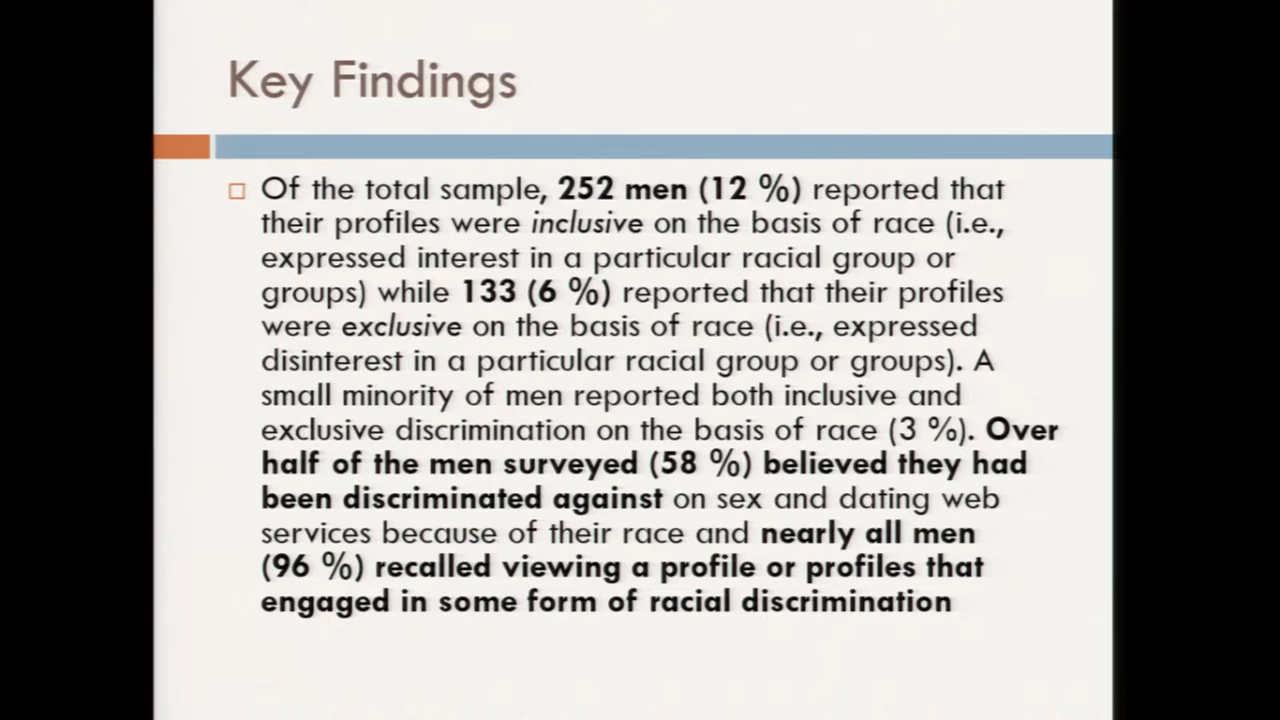 Key Findings
Of the total sample, 252 men (12 %) reported that
their profiles were inclusive on the basis of race (i.e.,
expressed interest in a particular racial group or
groups) while 133 (6 %) reported that their profiles
were exclusive on the basis of race (i.e., expressed
disinterest in a particular racial group or groups). A
small minority of men reported both inclusive and
exclusive discrimination on the basis of race (3 %). Over
half of the men surveyed (58 %) believed they had
been discriminated against on sex and dating web
services because of their race and nearly all men
(96 %) recalled viewing a profile or profiles that
engaged in some form of racial discrimination